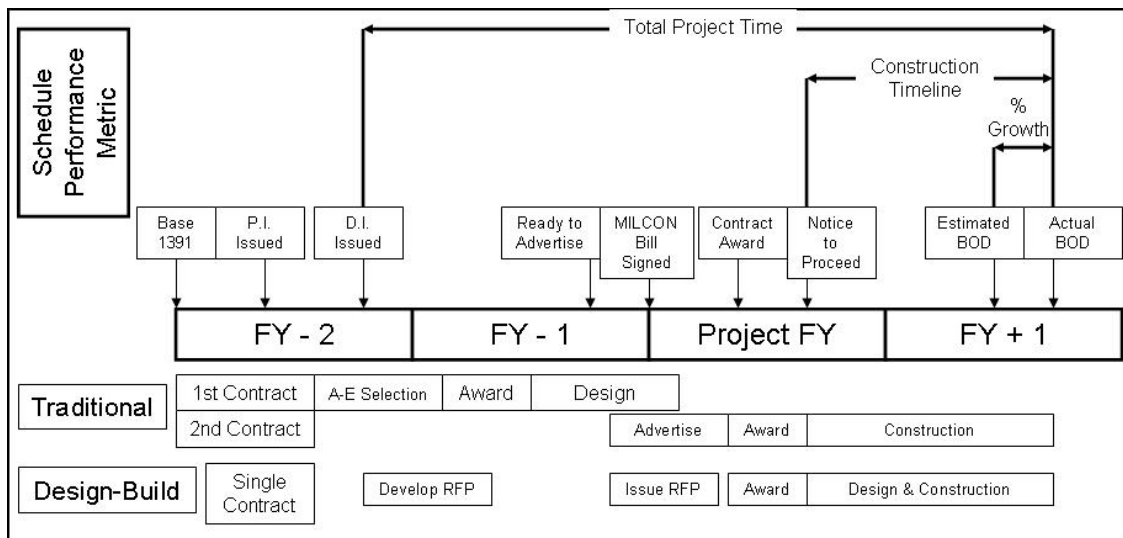 Total Project Time
Schedule
Performance
Metric
Construction
Timeline
%
Growth
Base
1391
P.I.
Issued
D.I.
Issued
Ready to
Advertise
MILCON
Bill
Signed
Contract
Award
Notice
to
Proceed
Estimated
BOD
Actual
BOD
FY - 2
FY - 1
Project FY
FY + 1
Traditional
1st Contract
A-E Selection
Award
Design
2nd Contract
Advertise
Award
Construction
Design-Build
Single
Contract
Develop RFP
Issue RFP
Award
Design & Construction